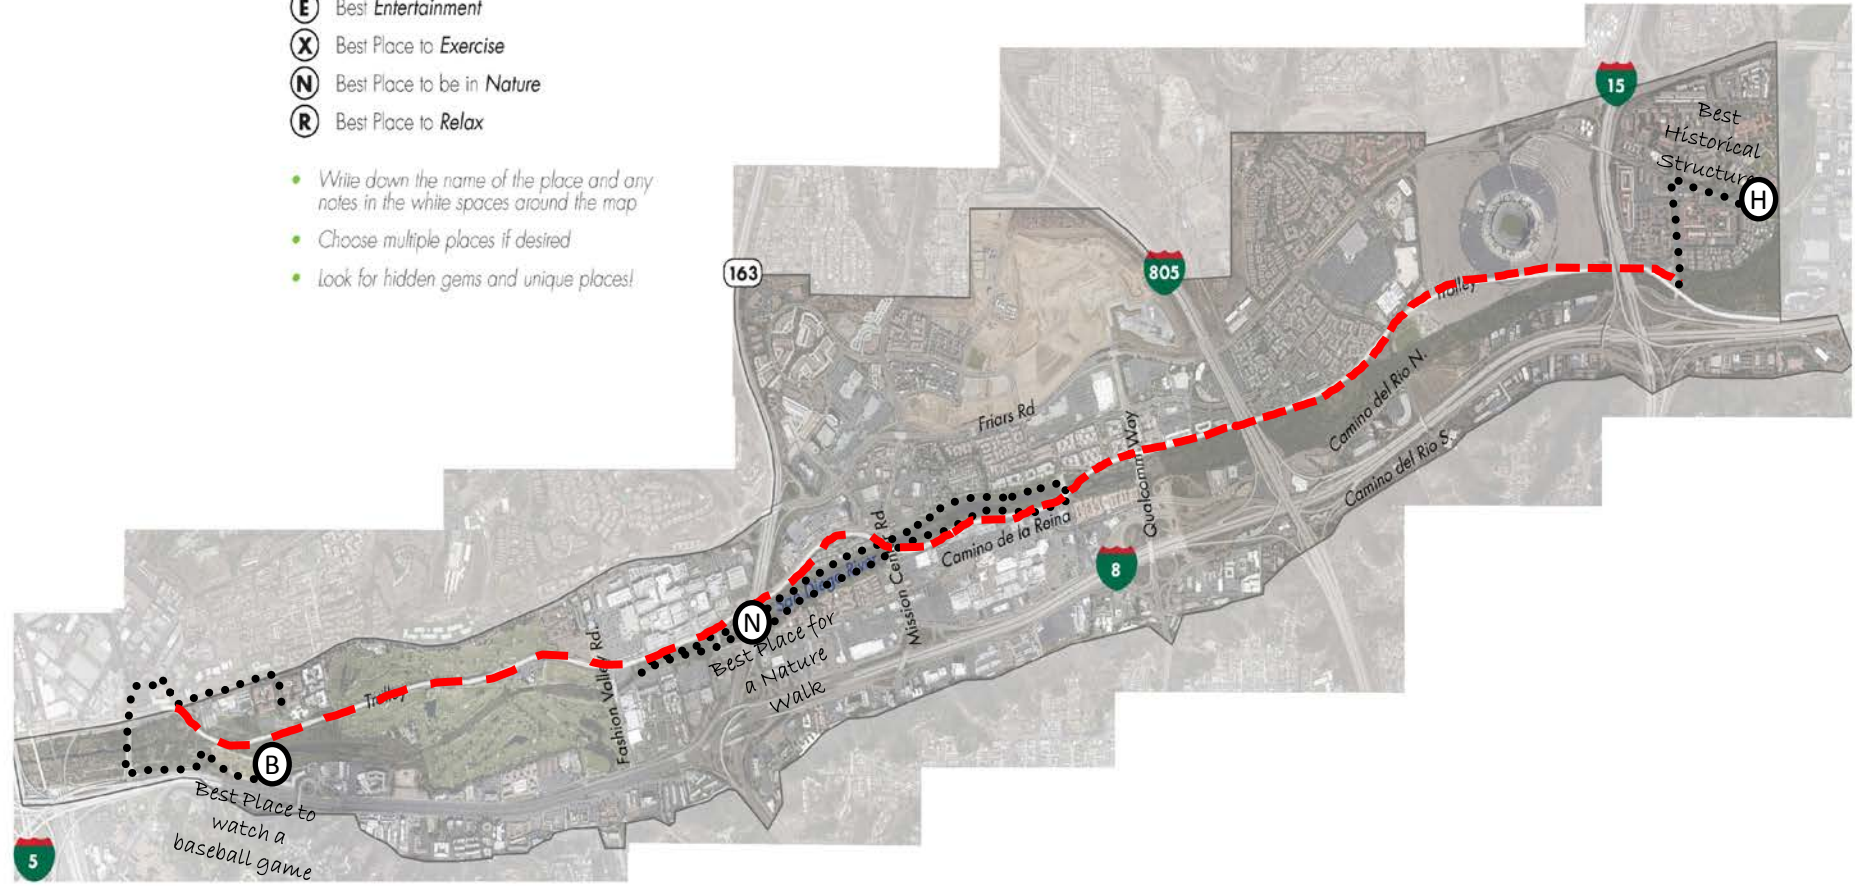 E Best Entertainment
X Best Place to Exercise
N Best Place to be in Nature
R Best Place to Relax
• Write down the name of the place and any
notes in the white spaces around the map
• Choose multiple places if desired
• Look for hidden gems and unique places!
15
Best
Historical
Structure
H
163
805
Trolley
Friars Rd
Qualcomm Way
Camino del Rio N.
Camino del Rio S.
Camino de la Reina
8
San Diego River
Mission Center Rd
N
Best Place for
a Nature
Walk
Fashion Valley Rd.
Trolley
B
Best Place to
watch a
baseball game
5